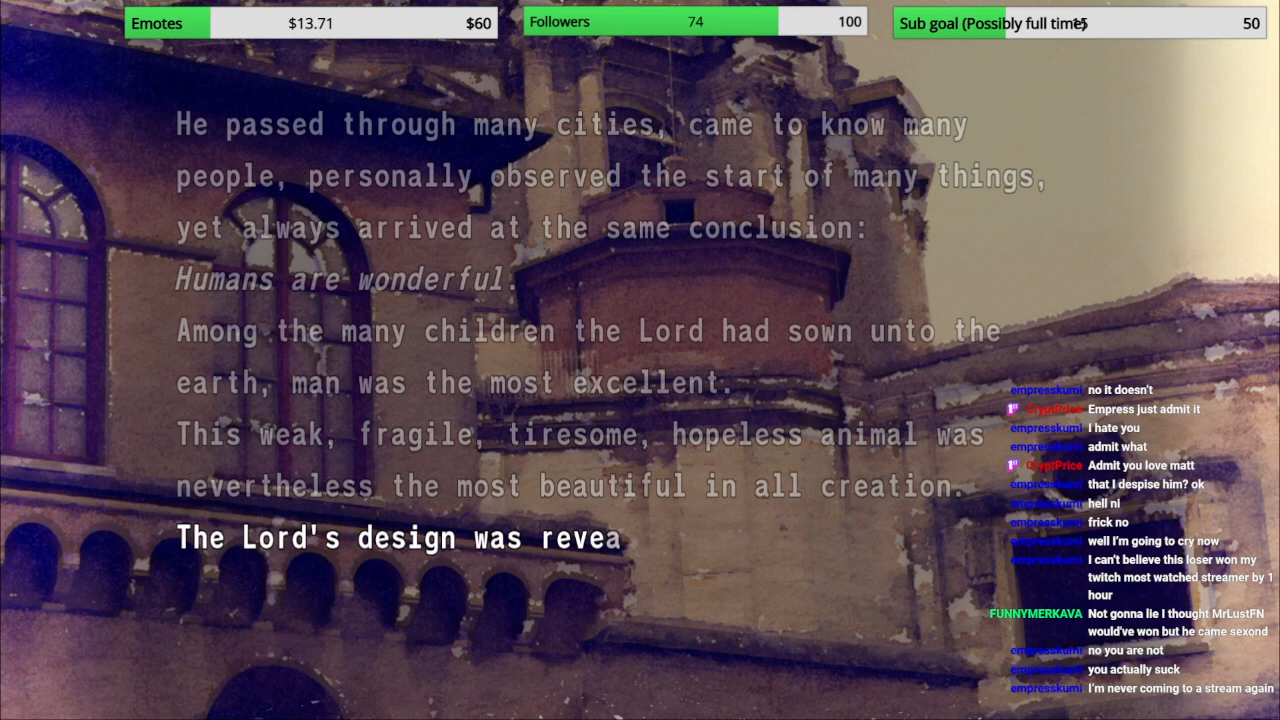 Emotes $13.71 $60
Followers 74 100
Sub goal (Possibly full time) 15 50
He passed through many cities, came to know many
people, personally observed the start of many things,
yet always arrived at the same conclusion:
Humans are wonderful.
Among the many children the Lord had sown unto the
earth, man was the most excellent.
This weak, fragile, tiresome, hopeless animal was
nevertheless the most beautiful in all creation.
The Lord's design was revea
empresskumi no it doesn't
1st CryptPrice Empress just admit it
empresskumi I hate you
empresskumi admit what
1st CryptPrice Admit you love matt
empresskumi that I despise him? ok
empresskumi hell nl
empresskumi frick no
empresskumi well I'm going to cry now
empresskumi I can't believe this loser won my
twitch most watched streamer by 1
hour
FUNNYMERKAVA Not gonna lie I thought MrLustFN
would've won but he came sexond
empresskumi no you are not
empresskumi you actually suck
empresskumi I'm never coming to a stream again